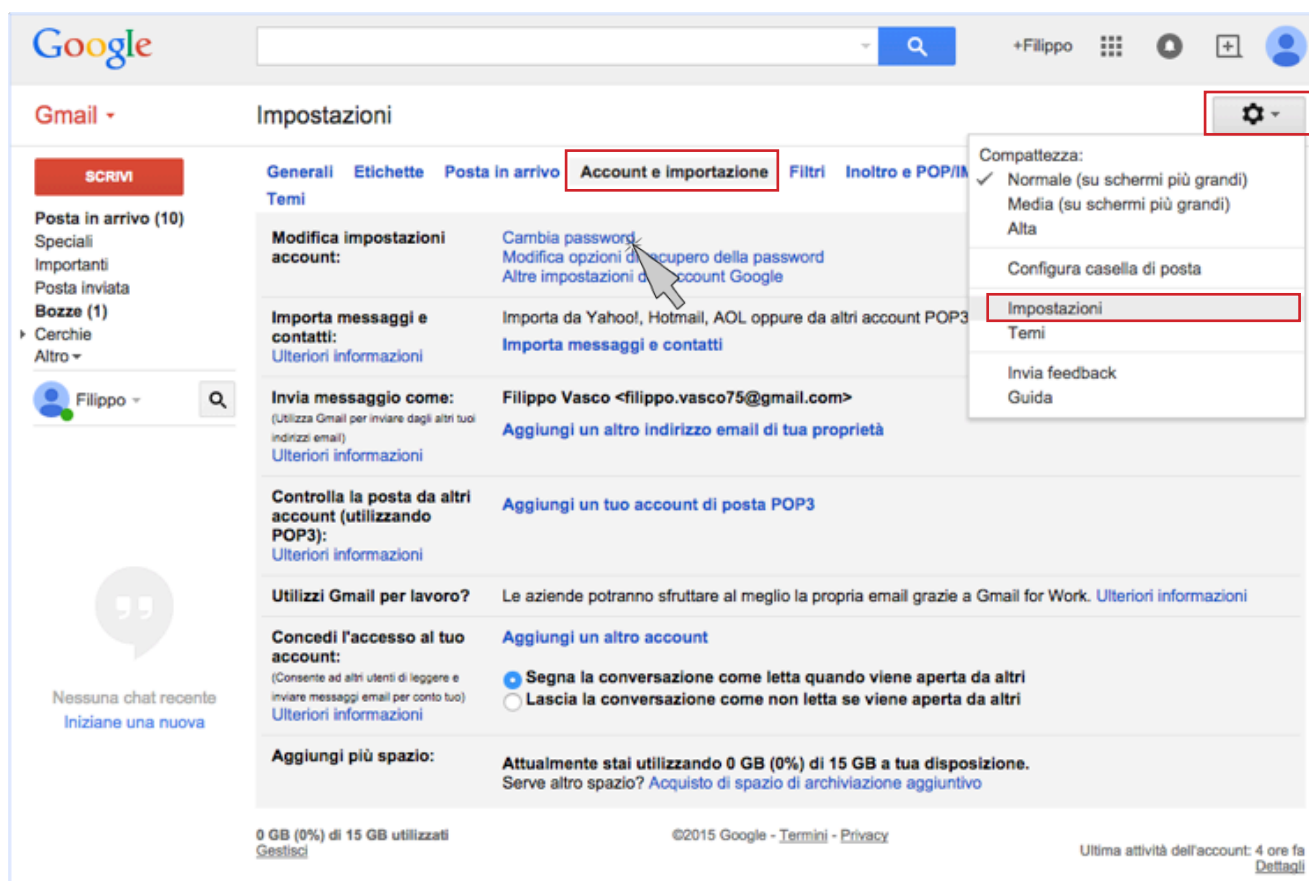 Google
+Filippo
Gmail
Impostazioni
SCRIVI
Posta in arrivo (10)
Speciali
Importanti
Posta inviata
Bozze (1)
Cerchie
Altro
Filippo
Nessuna chat recente
Iniziane una nuova
Generali Etichette Posta in arrivo Account e importazione Filtri Inoltro e POP/IM
Temi
Modifica impostazioni
account:
Cambia password
Modifica opzioni di recupero della password
Altre impostazioni account Google
Importa messaggi e
contatti:
Ulteriori informazioni
Importa da Yahoo!, Hotmail, AOL oppure da altri account POP3
Importa messaggi e contatti
Invia messaggio come:
(Utilizza Gmail per inviare dagli altri tuoi
indirizzi email)
Ulteriori informazioni
Filippo Vasco <filippo.vasco75@gmail.com>
Aggiungi un altro indirizzo email di tua proprietà
Controlla la posta da altri
account (utilizzando
POP3):
Ulteriori informazioni
Aggiungi un tuo account di posta POP3
Utilizzi Gmail per lavoro?
Le aziende potranno sfruttare al meglio la propria email grazie a Gmail for Work. Ulteriori informazioni
Concedi l'accesso al tuo
account:
(Consente ad altri utenti di leggere e
inviare messaggi email per conto tuo)
Ulteriori informazioni
Aggiungi un altro account
Segna la conversazione come letta quando viene aperta da altri
Lascia la conversazione come non letta se viene aperta da altri
Aggiungi più spazio:
Attualmente stai utilizzando 0 GB (0%) di 15 GB a tua disposizione.
Serve altro spazio? Acquisto di spazio di archiviazione aggiuntivo
Compattezza:
Normale (su schermi più grandi)
Media (su schermi più grandi)
Alta
Configura casella di posta
Impostazioni
Temi
Invia feedback
Guida
0 GB (0%) di 15 GB utilizzati
Gestisci
©2015 Google - Termini - Privacy
Ultima attività dell'account: 4 ore fa
Dettagli